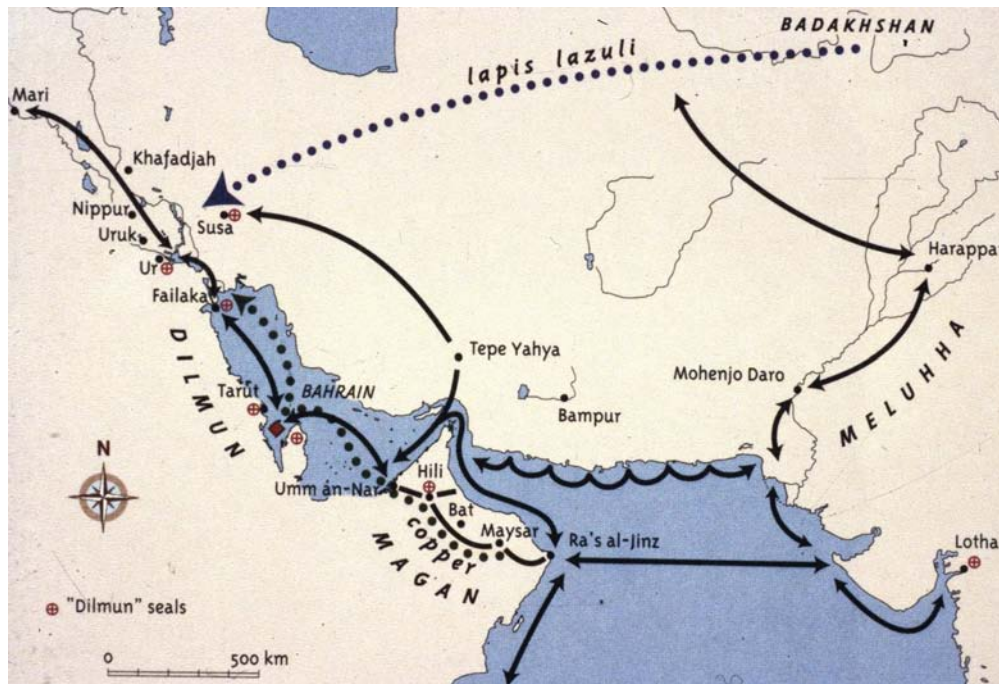 BADAKHSHAN
lapis lazuli
Mari
Khafadjah
Nippur
Susa
Uruk
Ur
Harappa
Failaka
DILMUN
Tepe Yahya
MELUHHA
Mohenjo Daro
Tarut
BAHRAIN
Bampur
N
Hili
Umm an-Nar
Bat
copper
Maysar
MAGAN
Ra's al-Jinz
Lotha
"Dilmun" seals
0 500 km